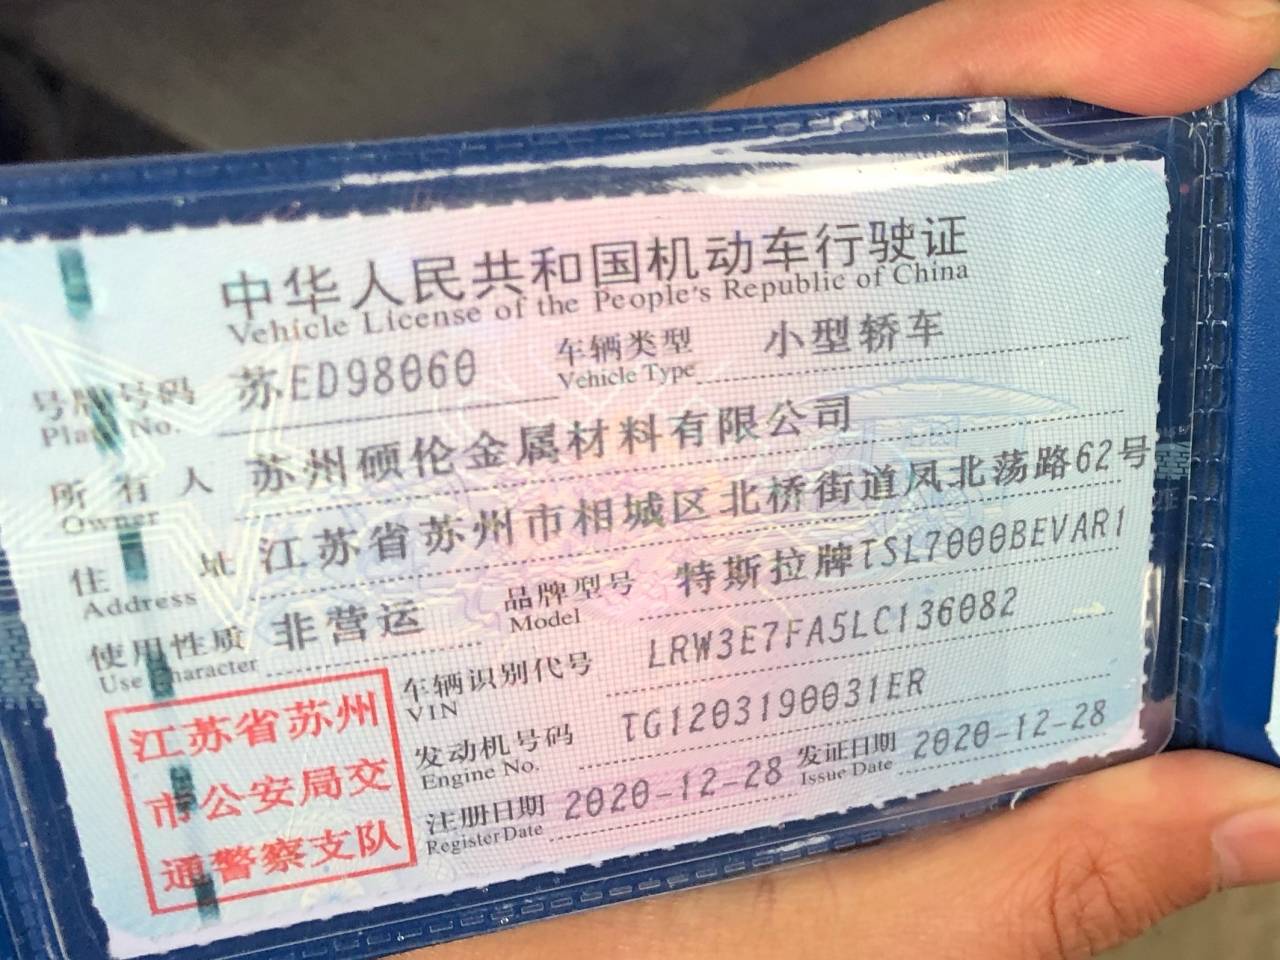 中华人民共和国机动车行驶证
Vehicle License of the People's Republic of China
号牌号码 苏ED98060 车辆类型 小型轿车
Plate No. Vehicle Type
所有人 苏州硕伦金属材料有限公司
Owner
住址 江苏省苏州市相城区北桥街道凤北荡路62号
Address
使用性质 非营运 品牌型号 特斯拉牌TSL7000BEVAR1
Use Character Model
车辆识别代号 LRW3E7FA5LC136082
VIN
发动机号码 TG1203190031ER
Engine No.
注册日期 2020-12-28 发证日期 2020-12-28
Register Date Issue Date
江苏省苏州
市公安局交
通警察支队